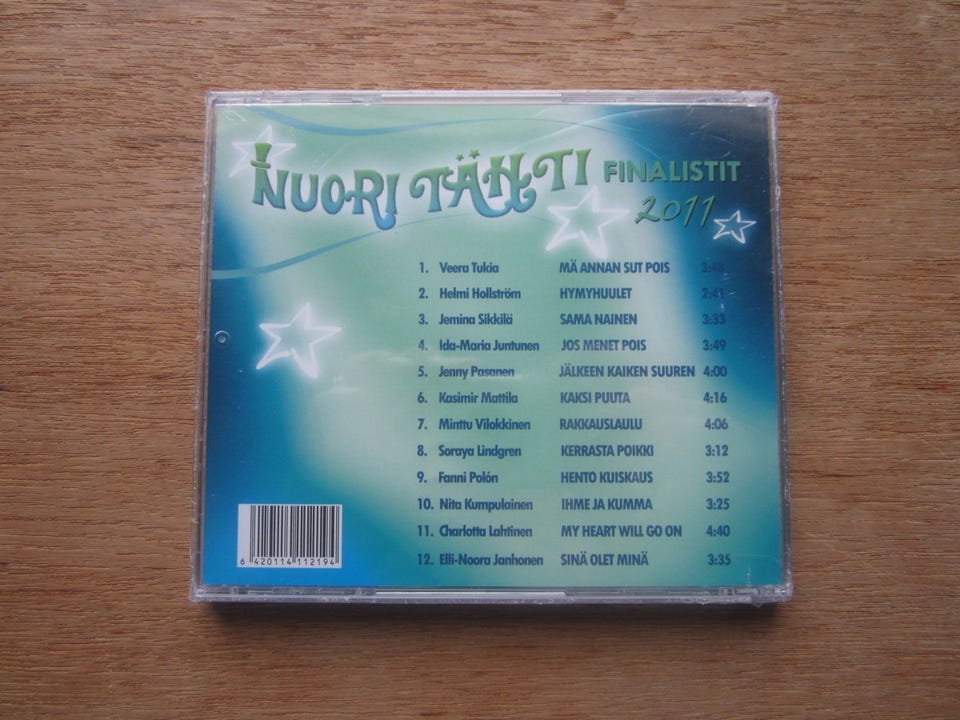 NUORI TÄHTI FINALISTIT
2011
1. Veera Tukia MÄ ANNAN SUT POIS 3:48
2. Helmi Hollström HYMYHUULET 2:41
3. Jemina Sikkilä SAMA NAINEN 3:33
4. Ida-Maria Juntunen JOS MENET POIS 3:49
5. Jenny Pasanen JÄLKEEN KAIKEN SUUREN 4:00
6. Kasimir Mattila KAKSI PUUTA 4:16
7. Minttu Vilokkinen RAKKAUSLAULU 4:06
8. Soraya Lindgren KERRASTA POIKKI 3:12
9. Fanni Polón HENTO KUISKAUS 3:52
10. Nita Kumpulainen IHME JA KUMMA 3:25
11. Charlotta Lahtinen MY HEART WILL GO ON 4:40
12. Elli-Noora Janhonen SINÄ OLET MINÄ 3:35
6 420114 112194